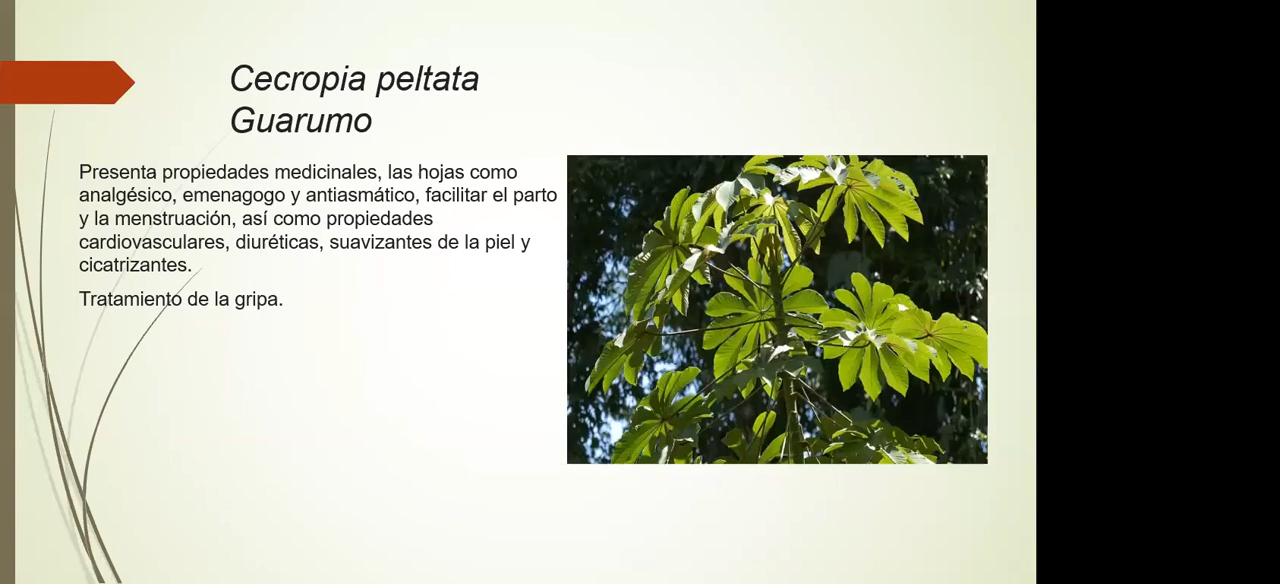 Cecropia peltata
Guarumo
Presenta propiedades medicinales, las hojas como
analgésico, emenagogo y antiasmático, facilitar el parto
y la menstruación, así como propiedades
cardiovasculares, diuréticas, suavizantes de la piel y
cicatrizantes.
Tratamiento de la gripa.